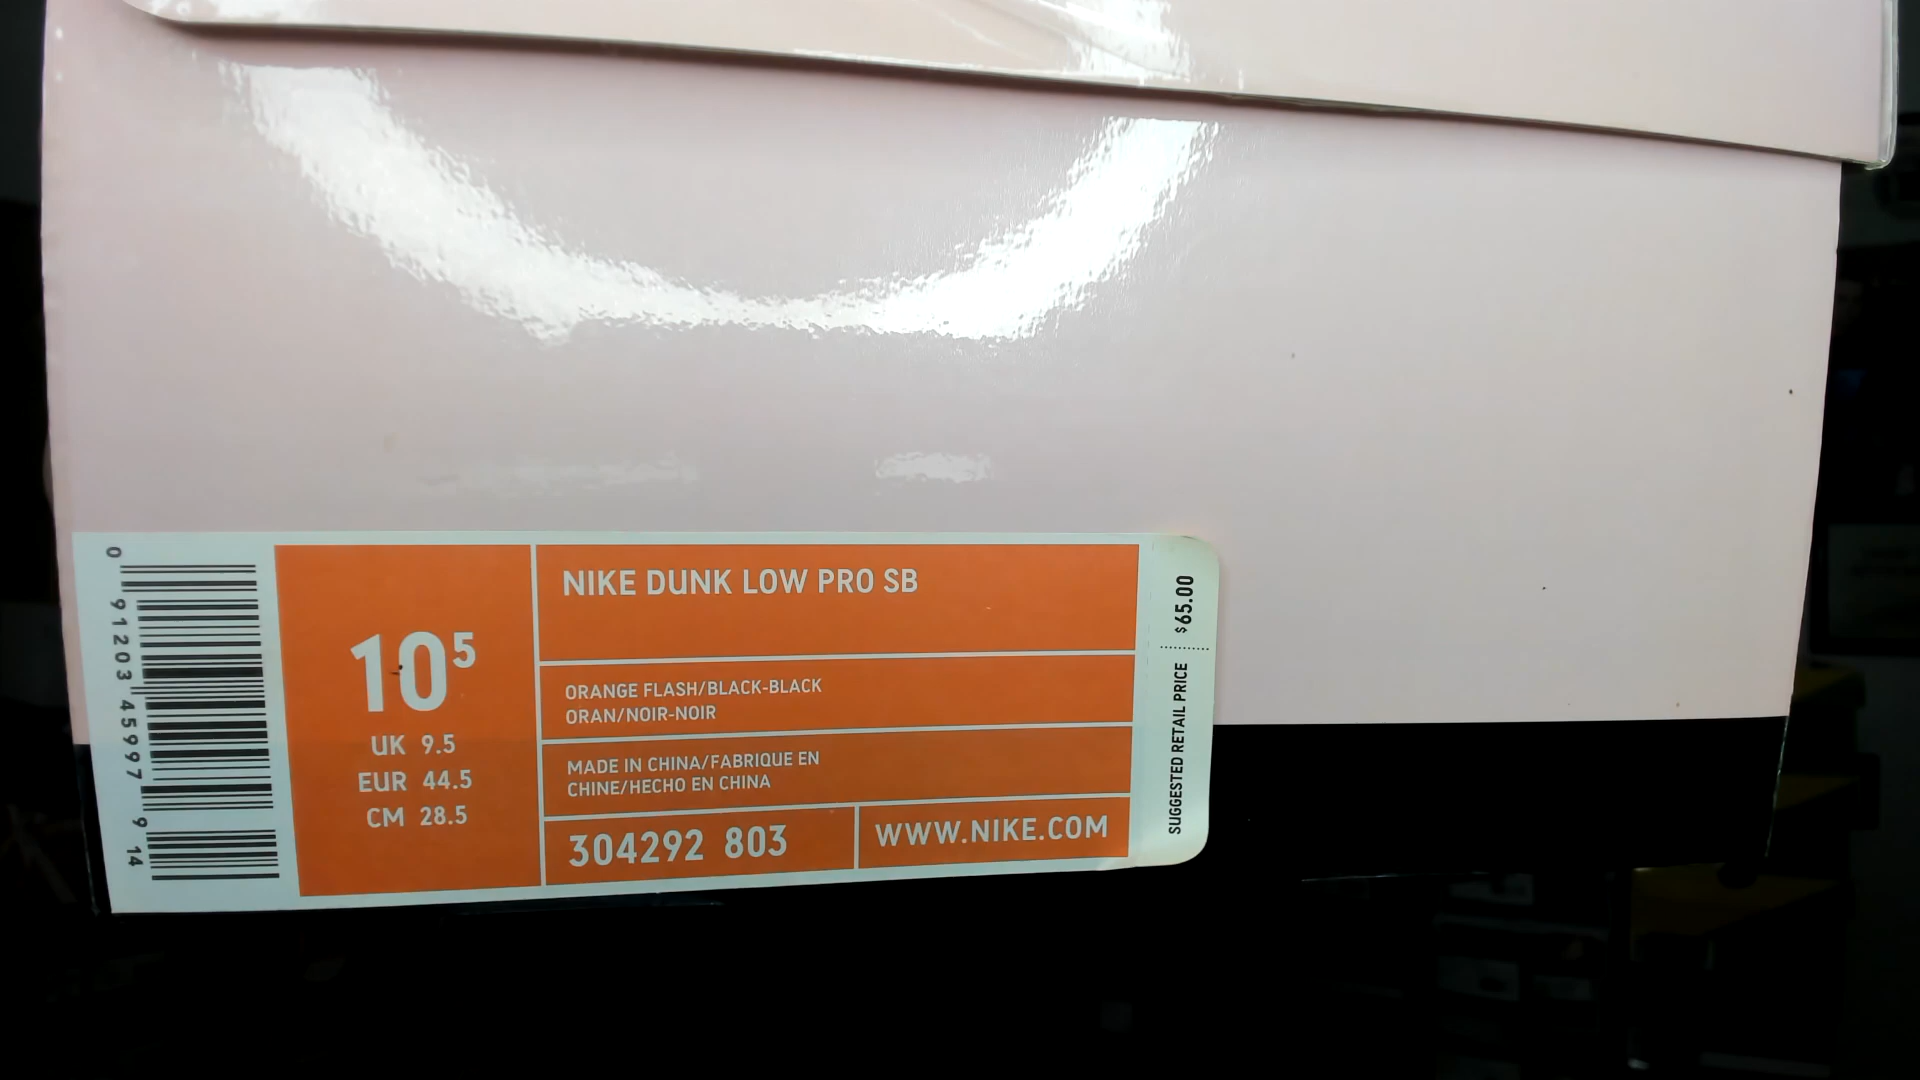 0 91203 45997 9 14
10 5
UK 9.5
EUR 44.5
CM 28.5
NIKE DUNK LOW PRO SB
ORANGE FLASH/BLACK-BLACK
ORAN/NOIR-NOIR
MADE IN CHINA/FABRIQUE EN
CHINE/HECHO EN CHINA
304292 803
WWW.NIKE.COM
SUGGESTED RETAIL PRICE $65.00